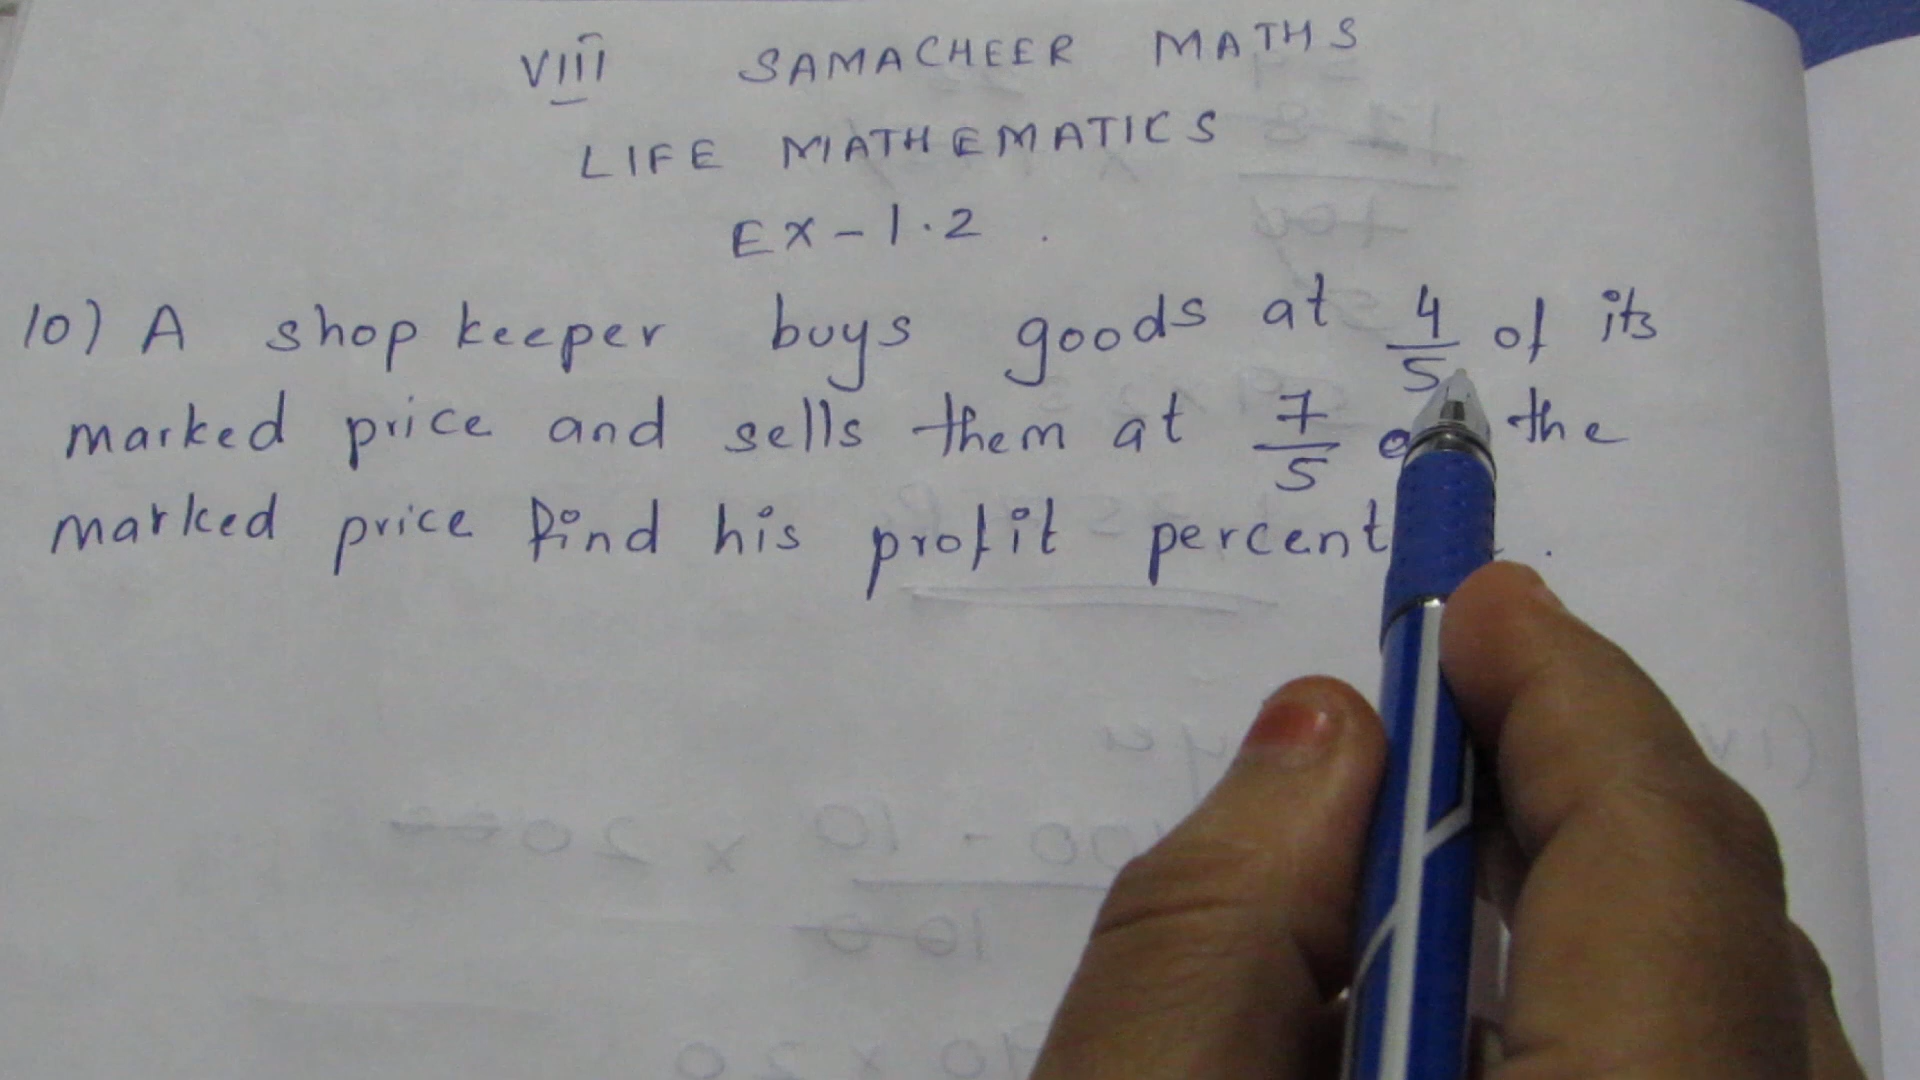 VIII SAMACHEER MATHS
LIFE MATHEMATICS
EX-1.2.
10) A shop keeper buys goods at 4/5 of its
marked price and sells them at 7/5 the
marked price find his profit percent .